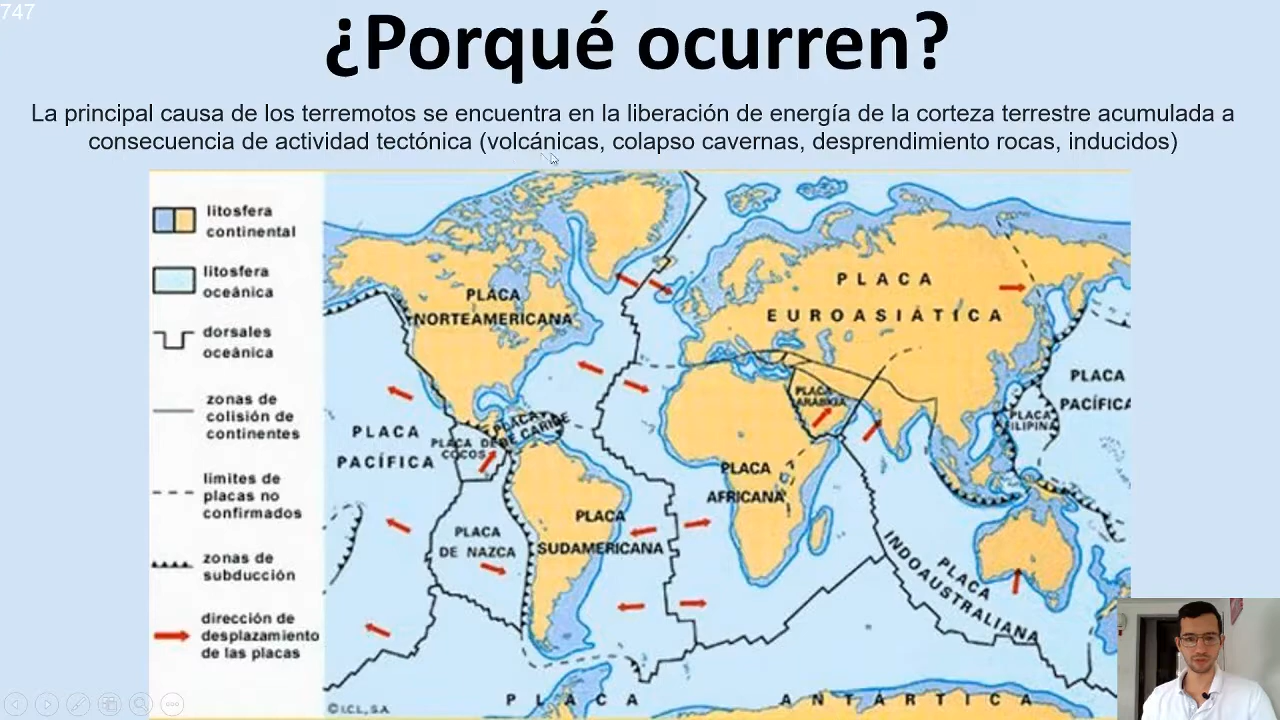 747
¿Porqué ocurren?
La principal causa de los terremotos se encuentra en la liberación de energía de la corteza terrestre acumulada a
consecuencia de actividad tectónica (volcánicas, colapso cavernas, desprendimiento rocas, inducidos)
litosfera
continental
litosfera
oceánica
dorsales
oceánica
zonas de
colisión de
continentes
limites de
placas no
confirmados
zonas de
subducción
dirección de
desplazamiento
de las placas
PLACA
NORTEAMERICANA
PLACA
EUROASIÁTICA
PLACA
PACÍFICA
PLACA DE
COCOS
PLACA
DE CARIBE
PLACA
ARABIGA
PLACA
FILIPINA
PLACA
PACÍFICA
PLACA
AFRICANA
PLACA
SUDAMERICANA
PLACA
DE NAZCA
PLACA
INDOAUSTRALIANA
PLACA ANTÁRTICA
© I.C.L., S.A.